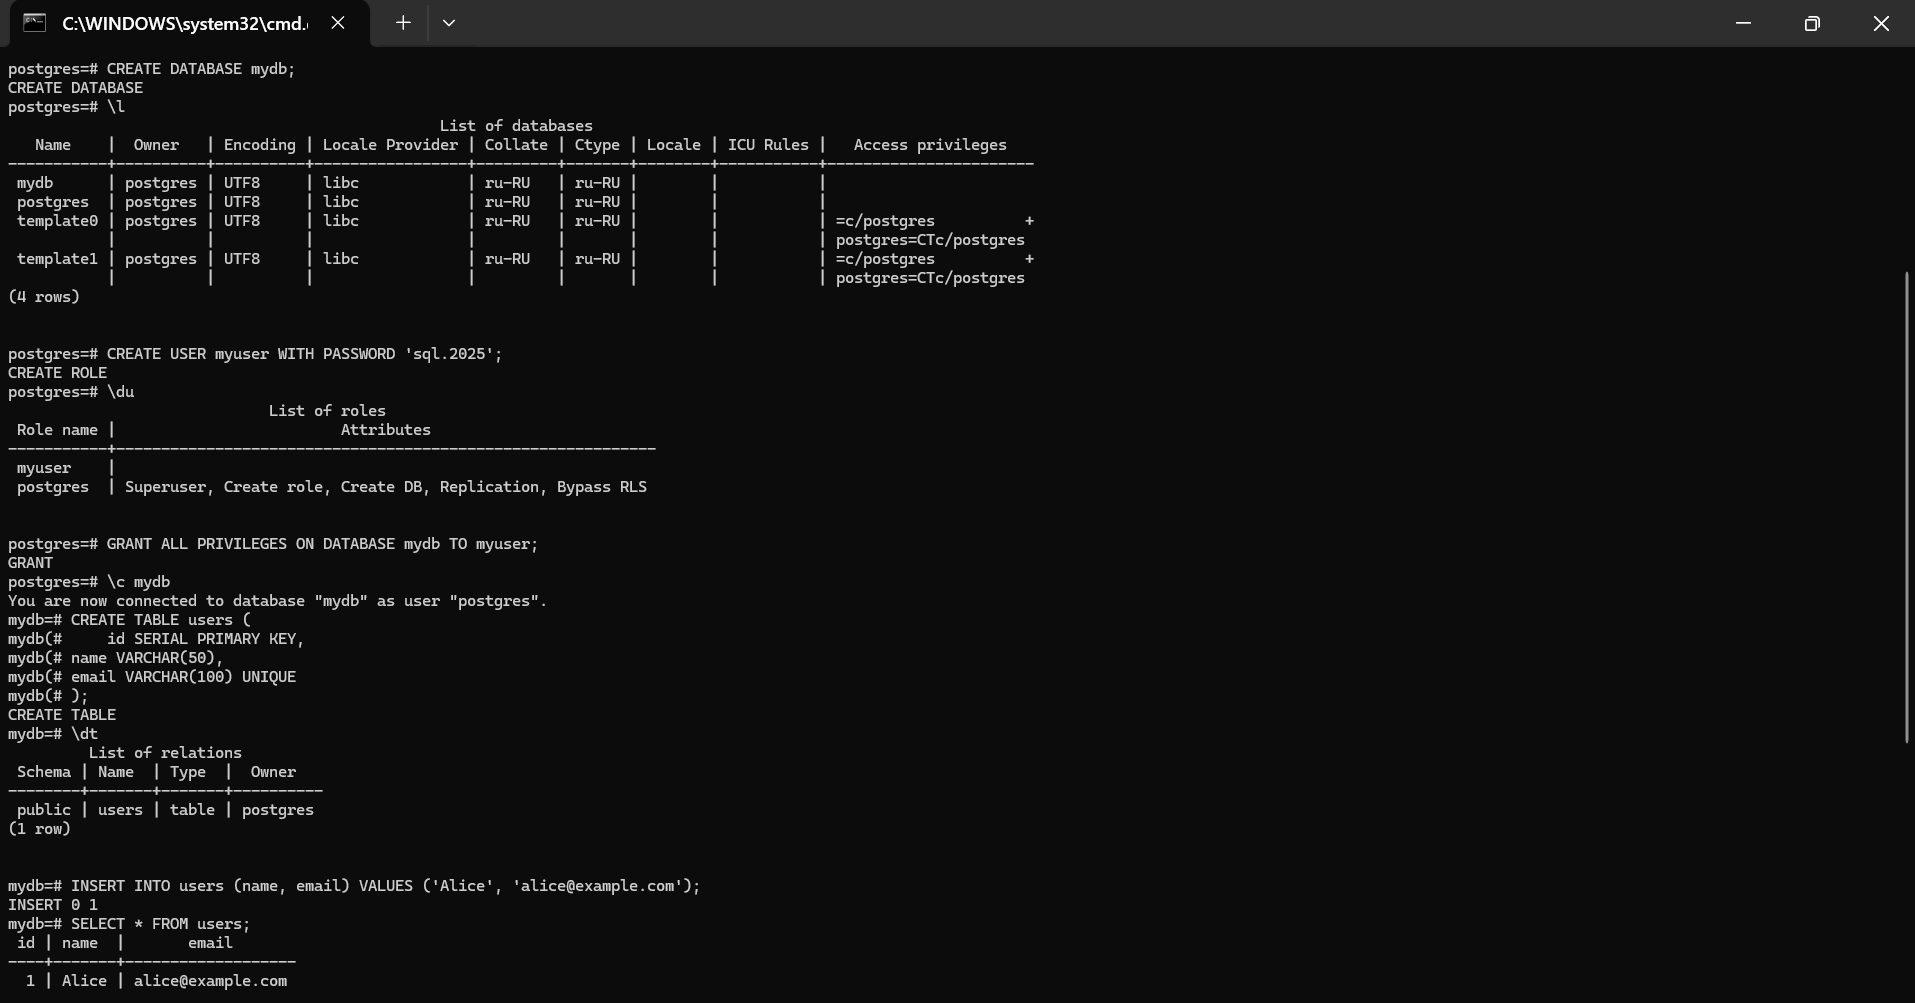 C:\WINDOWS\system32\cmd.
postgres=# CREATE DATABASE mydb;
CREATE DATABASE
postgres=# \l
                                                List of databases
   Name    |  Owner   | Encoding | Locale Provider | Collate | Ctype | Locale | ICU Rules |   Access privileges
-----------+----------+----------+-----------------+---------+-------+--------+-----------+-----------------------
 mydb      | postgres | UTF8     | libc            | ru-RU   | ru-RU |        |           |
 postgres  | postgres | UTF8     | libc            | ru-RU   | ru-RU |        |           |
 template0 | postgres | UTF8     | libc            | ru-RU   | ru-RU |        |           | =c/postgres          +
           |          |          |                 |         |       |        |           | postgres=CTc/postgres
 template1 | postgres | UTF8     | libc            | ru-RU   | ru-RU |        |           | =c/postgres          +
           |          |          |                 |         |       |        |           | postgres=CTc/postgres
(4 rows)
postgres=# CREATE USER myuser WITH PASSWORD 'sql.2025';
CREATE ROLE
postgres=# \du
                             List of roles
 Role name |                         Attributes
-----------+------------------------------------------------------------
 myuser    |
 postgres  | Superuser, Create role, Create DB, Replication, Bypass RLS
postgres=# GRANT ALL PRIVILEGES ON DATABASE mydb TO myuser;
GRANT
postgres=# \c mydb
You are now connected to database "mydb" as user "postgres".
mydb=# CREATE TABLE users (
mydb(#     id SERIAL PRIMARY KEY,
mydb(# name VARCHAR(50),
mydb(# email VARCHAR(100) UNIQUE
mydb(# );
CREATE TABLE
mydb=# \dt
         List of relations
 Schema | Name  | Type  |  Owner
--------+-------+-------+----------
 public | users | table | postgres
(1 row)
mydb=# INSERT INTO users (name, email) VALUES ('Alice', 'alice@example.com');
INSERT 0 1
mydb=# SELECT * FROM users;
 id | name  |       email
----+-------+-------------------
  1 | Alice | alice@example.com